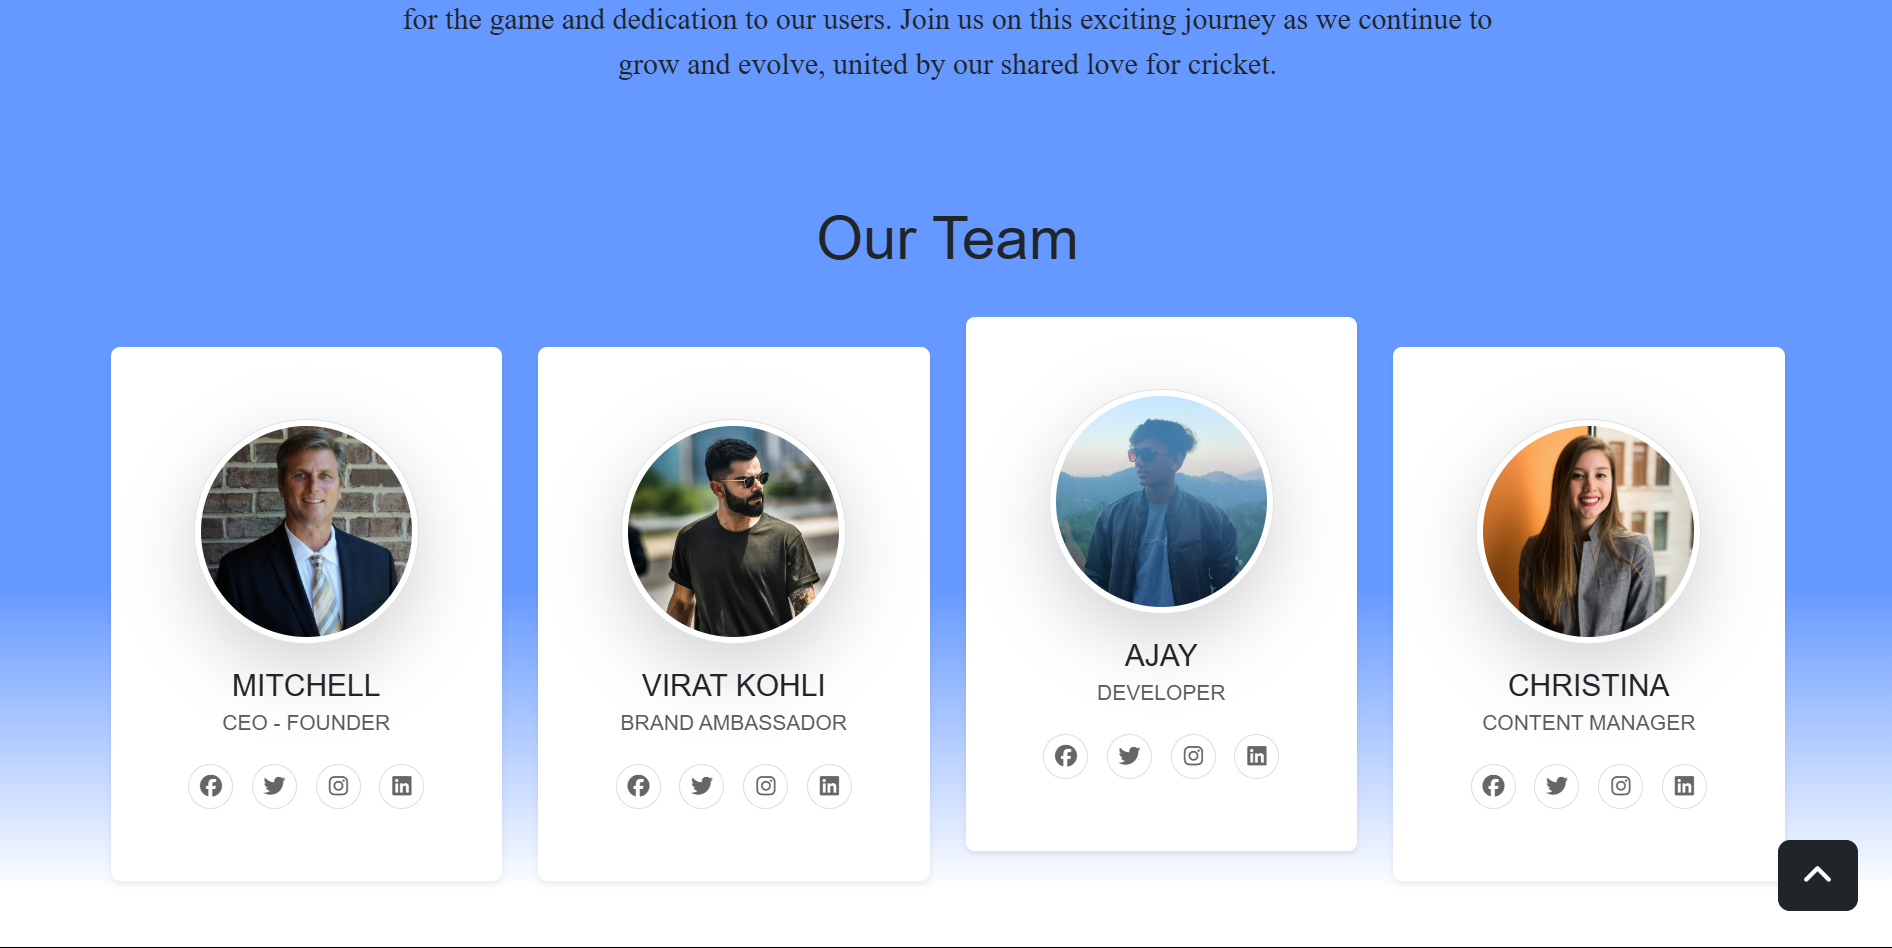 for the game and dedication to our users. Join us on this exciting journey as we continue to
grow and evolve, united by our shared love for cricket.
Our Team
MITCHELL
CEO - FOUNDER
VIRAT KOHLI
BRAND AMBASSADOR
AJAY
DEVELOPER
CHRISTINA
CONTENT MANAGER